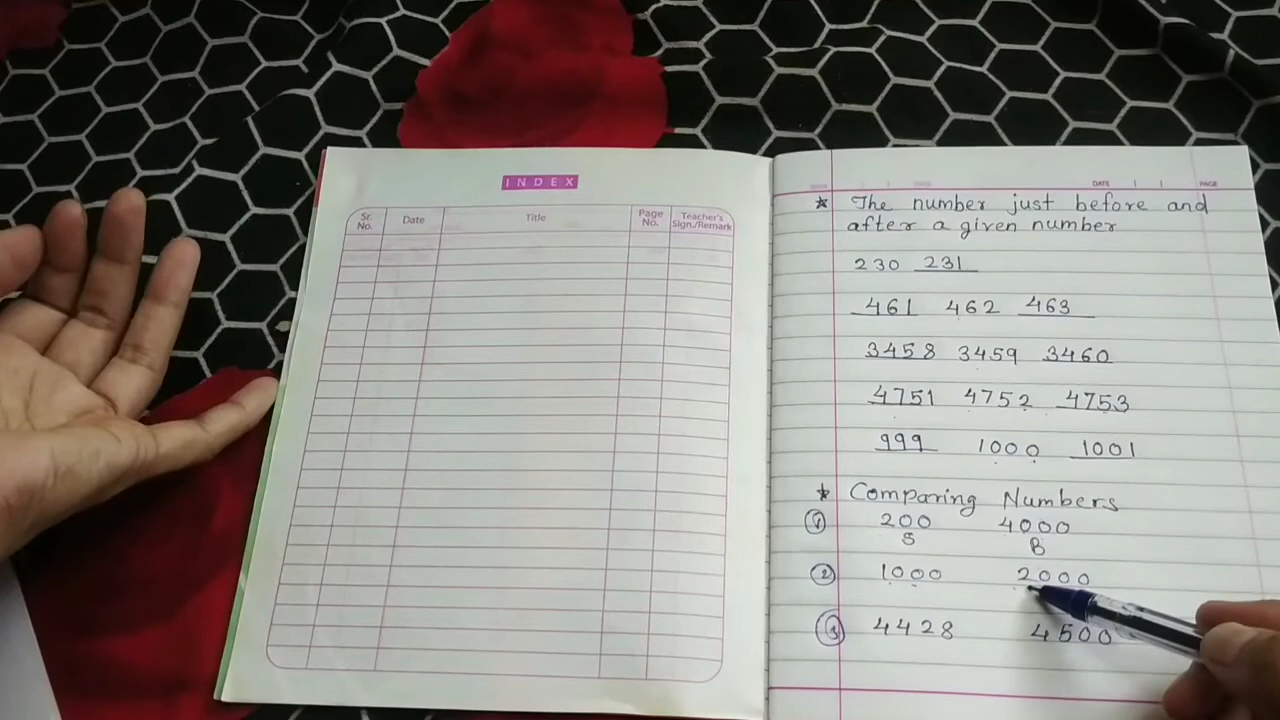 INDEX
Sr. No. Date Title Page No. Teacher's Sign./Remark
DATE PAGE
* The number just before and
after a given number
230 231
461 462 463
3458 3459 3460
4751 4752 4753
999 1000 1001
* Comparing Numbers
① 200 4000
S B
② 1000 2000
③ 4428 4500